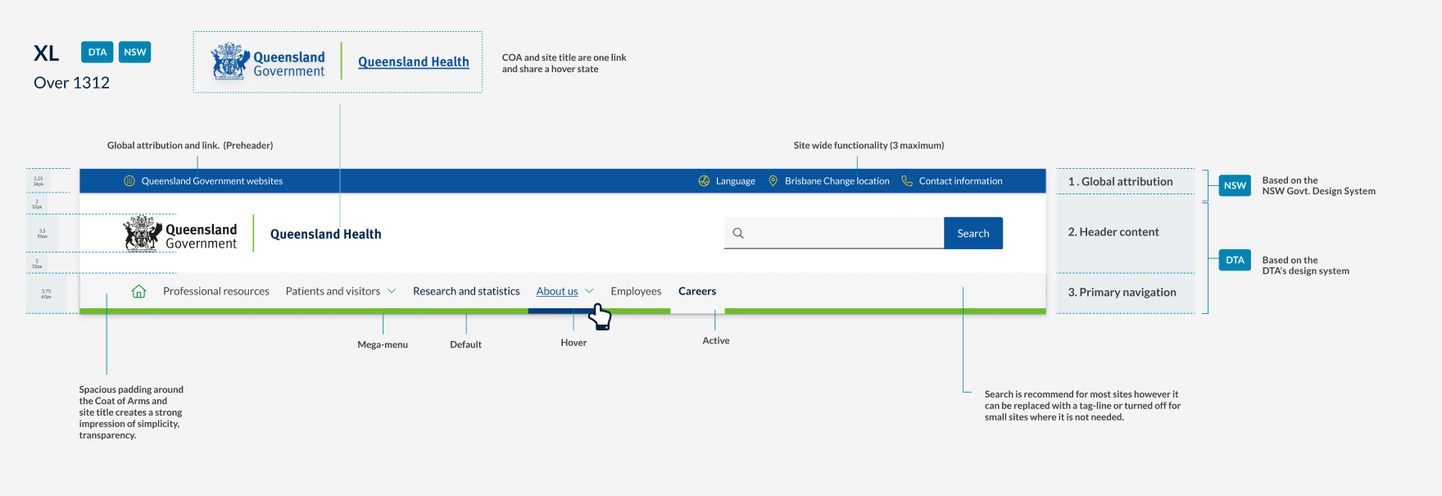 XL
DTA
NSW
Over 1312
Queensland
Government
Queensland Health
COA and site title are one link
and share a hover state
Global attribution and link. (Preheader)
Site wide functionality (3 maximum)
2.25
36px
2
32px
3.5
56px
2
32px
3.75
60px
Queensland Government websites
Language
Brisbane Change location
Contact information
Queensland
Government
Queensland Health
Search
Professional resources
Patients and visitors
Research and statistics
About us
Employees
Careers
Mega-menu
Default
Hover
Active
1 . Global attribution
2. Header content
3. Primary navigation
NSW
Based on the
NSW Govt. Design System
DTA
Based on the
DTA's design system
Spacious padding around
the Coat of Arms and
site title creates a strong
impression of simplicity,
transparency.
Search is recommend for most sites however it
can be replaced with a tag-line or turned off for
small sites where it is not needed.